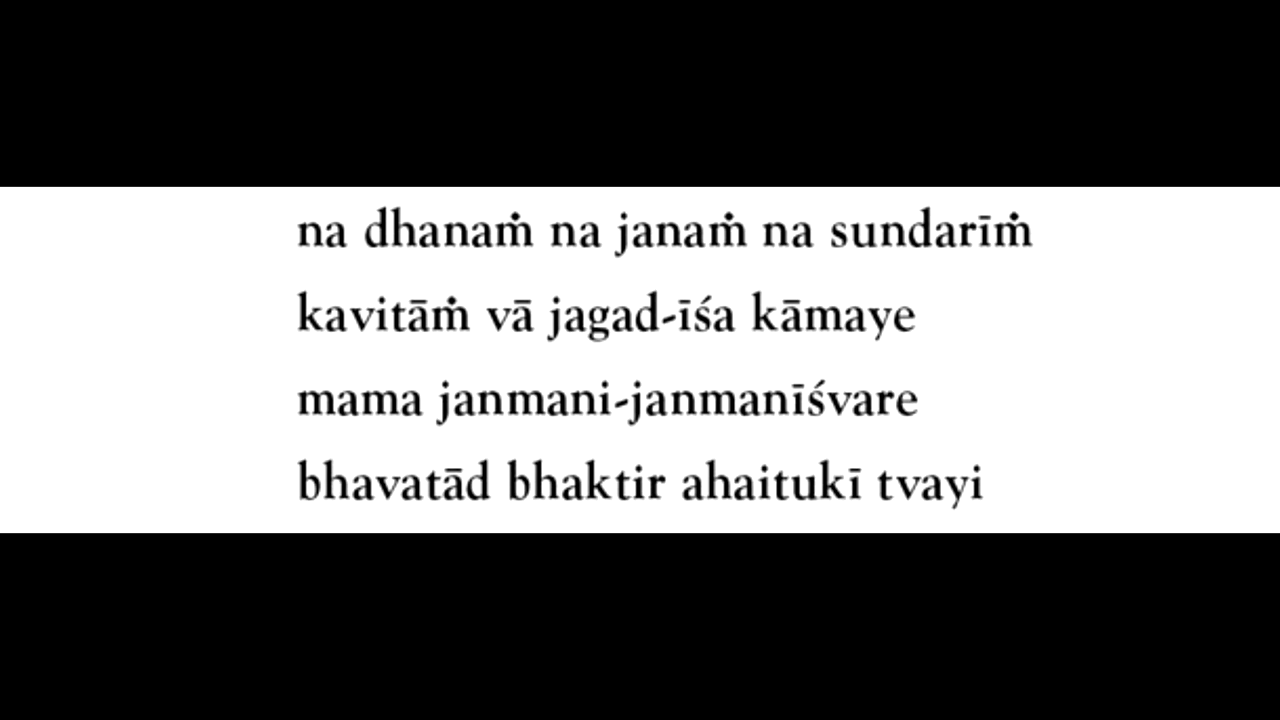 na dhanaṁ na janaṁ na sundarīṁ
kavitāṁ vā jagad-īśa kāmaye
mama janmani-janmanīśvare
bhavatād bhaktir ahaitukī tvayi